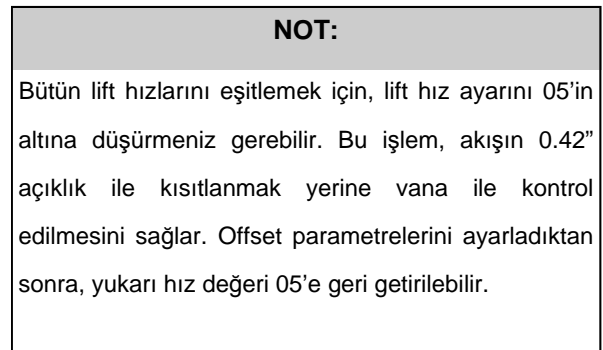 NOT:
Bütün lift hızlarını eşitlemek için, lift hız ayarını 05’in
altına düşürmeniz gerebilir. Bu işlem, akışın 0.42”
açıklık ile kısıtlanmak yerine vana ile kontrol
edilmesini sağlar. Offset parametrelerini ayarladıktan
sonra, yukarı hız değeri 05’e geri getirilebilir.